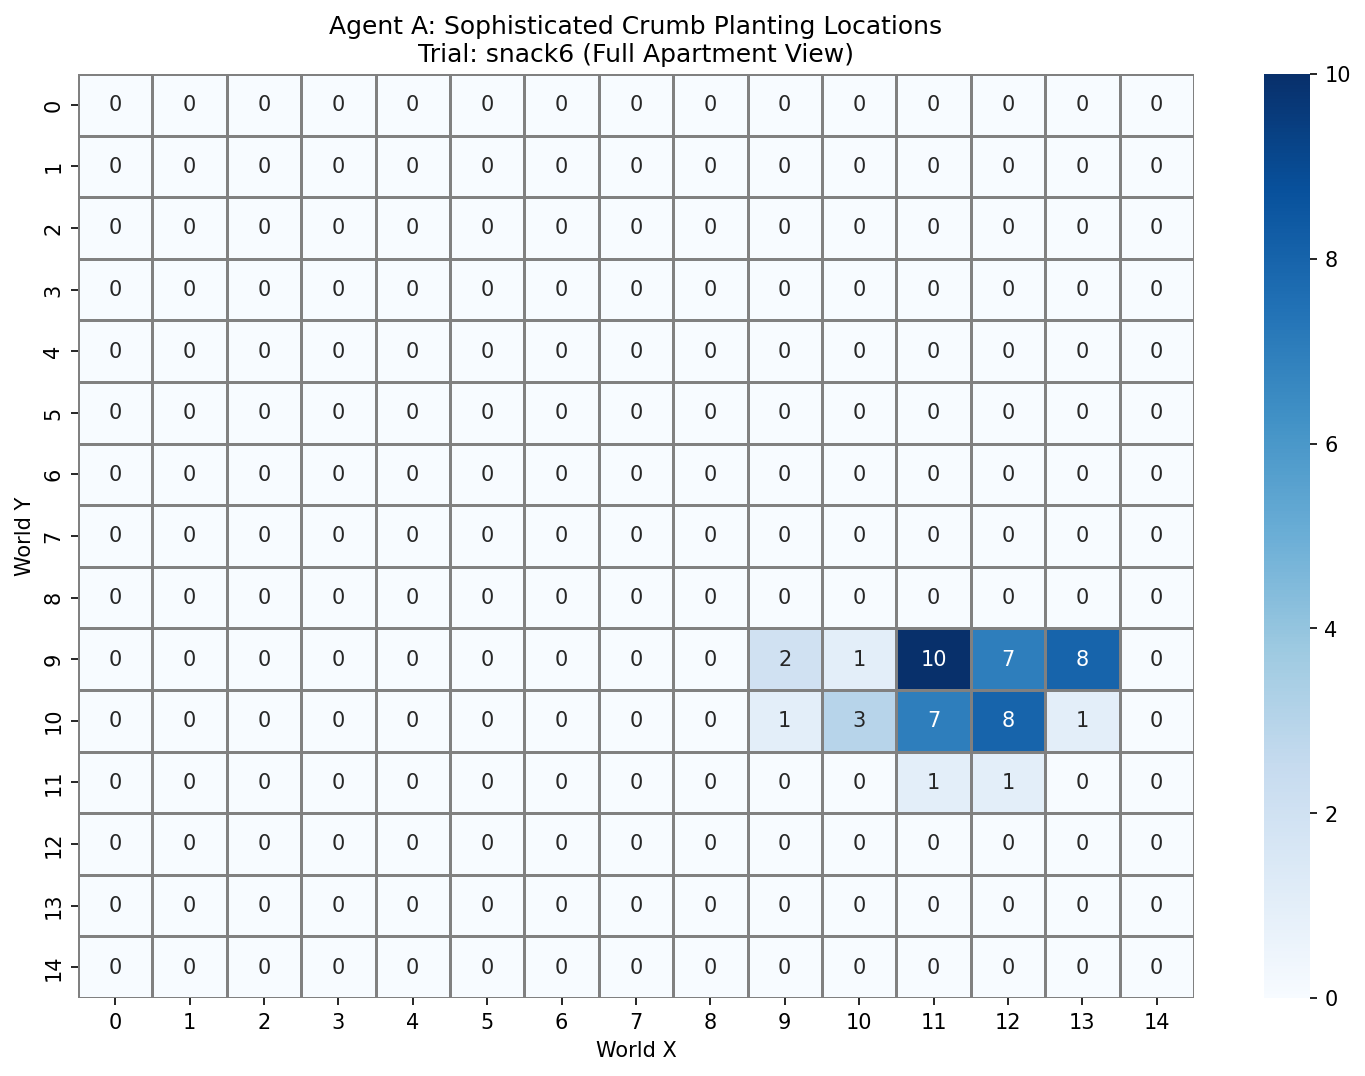 Agent A: Sophisticated Crumb Planting Locations
Trial: snack6 (Full Apartment View)
0 0 0 0 0 0 0 0 0 0 0 0 0 0 0 0
1 0 0 0 0 0 0 0 0 0 0 0 0 0 0 0
2 0 0 0 0 0 0 0 0 0 0 0 0 0 0 0
3 0 0 0 0 0 0 0 0 0 0 0 0 0 0 0
4 0 0 0 0 0 0 0 0 0 0 0 0 0 0 0
5 0 0 0 0 0 0 0 0 0 0 0 0 0 0 0
6 0 0 0 0 0 0 0 0 0 0 0 0 0 0 0
7 0 0 0 0 0 0 0 0 0 0 0 0 0 0 0
8 0 0 0 0 0 0 0 0 0 0 0 0 0 0 0
9 0 0 0 0 0 0 0 0 0 2 1 10 7 8 0
10 0 0 0 0 0 0 0 0 0 1 3 7 8 1 0
11 0 0 0 0 0 0 0 0 0 0 0 1 1 0 0
12 0 0 0 0 0 0 0 0 0 0 0 0 0 0 0
13 0 0 0 0 0 0 0 0 0 0 0 0 0 0 0
14 0 0 0 0 0 0 0 0 0 0 0 0 0 0 0
0 1 2 3 4 5 6 7 8 9 10 11 12 13 14
World X
World Y
10
8
6
4
2
0